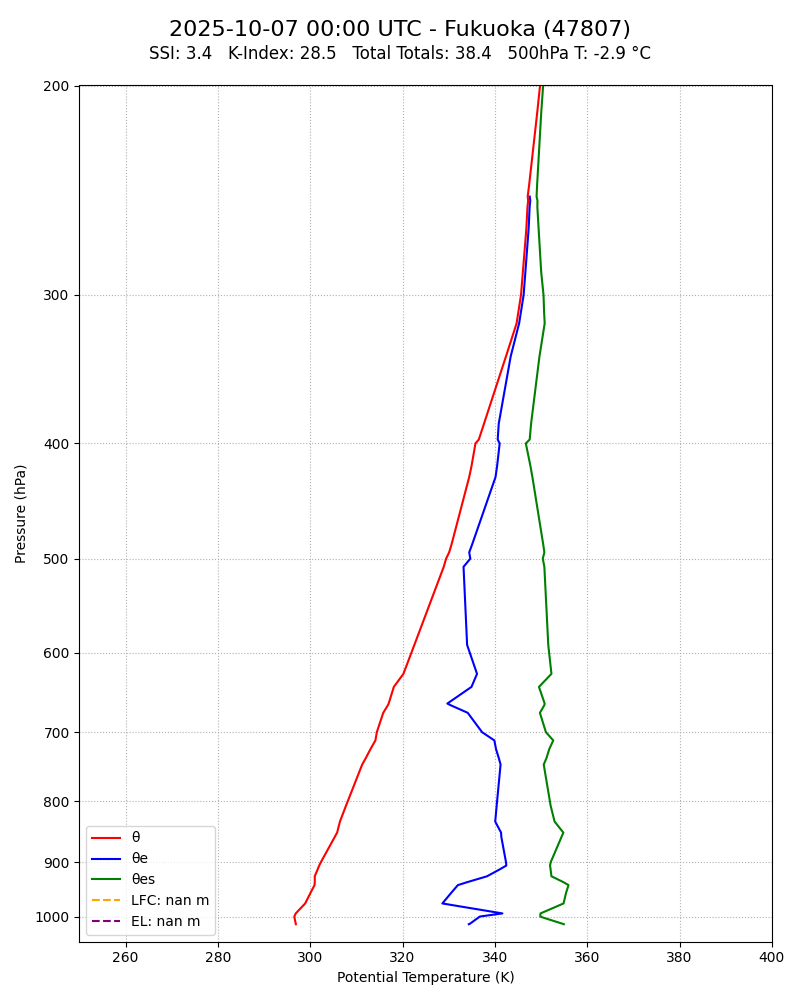 2025-10-07 00:00 UTC - Fukuoka (47807)
SSI: 3.4   K-Index: 28.5   Total Totals: 38.4   500hPa T: -2.9 °C
200
300
400
500
600
700
800
900
1000
Pressure (hPa)
θ
θe
θes
LFC: nan m
EL: nan m
260
280
300
320
340
360
380
400
Potential Temperature (K)